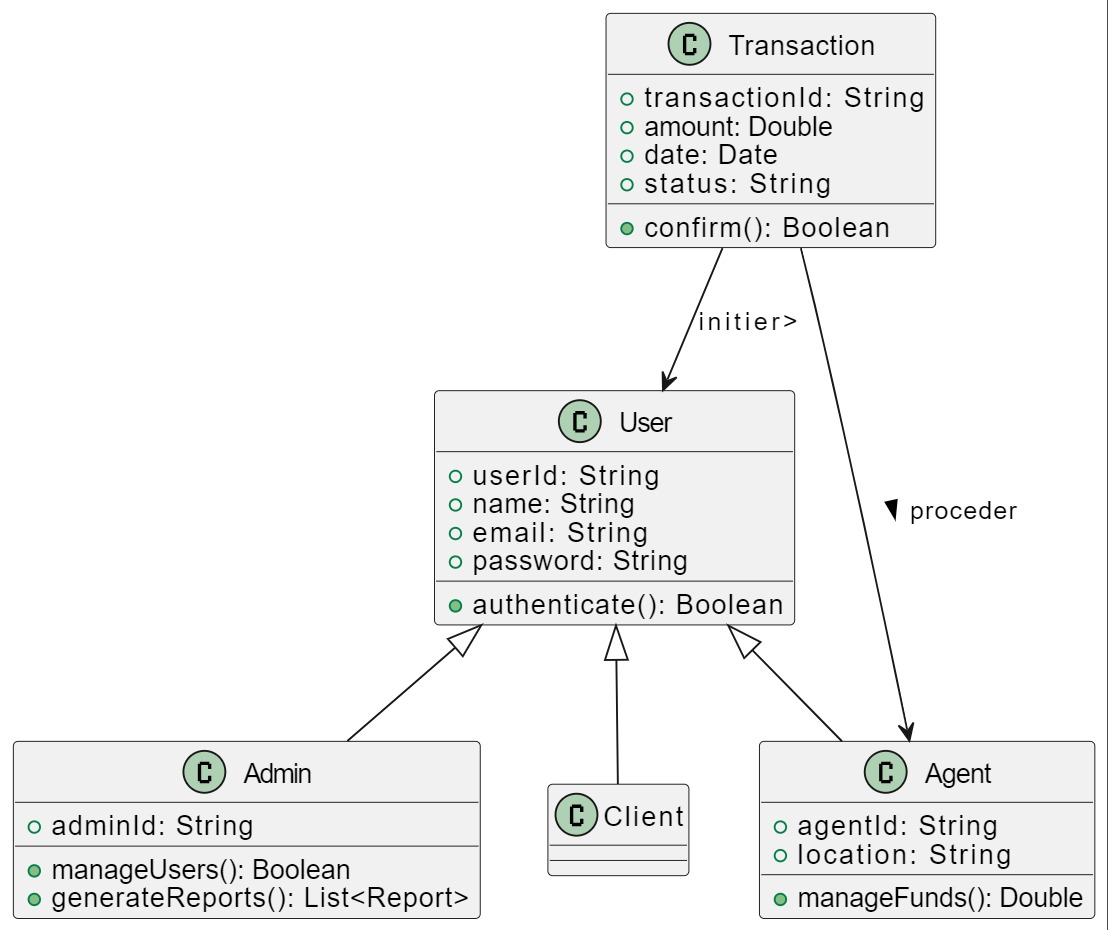 C Transaction
transactionId: String
amount: Double
date: Date
status: String
confirm(): Boolean
initier>
C User
userId: String
name: String
email: String
password: String
authenticate(): Boolean
proceder
C Admin
adminId: String
manageUsers(): Boolean
generateReports(): List<Report>
C Client
C Agent
agentId: String
location: String
manageFunds(): Double